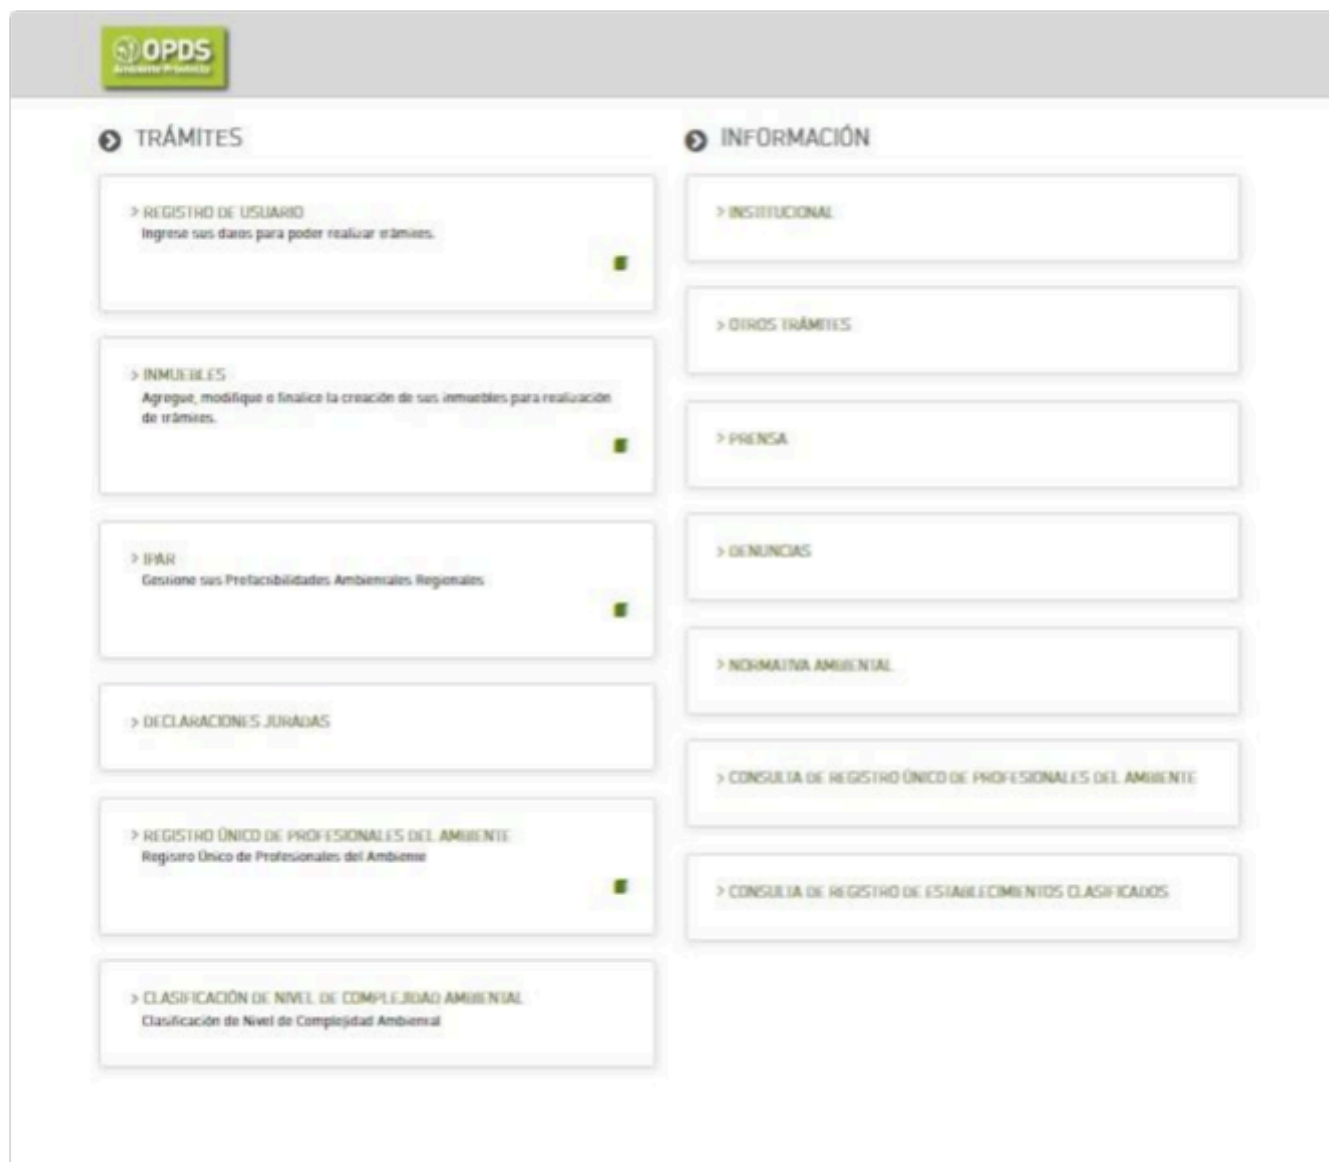 OPDS
TRÁMITES
> REGISTRO DE USUARIO
Ingrese sus datos para poder realizar trámites.
> INMUEBLES
Agregue, modifique o finalice la creación de sus inmuebles para realización
de trámites.
> IPAR
Gestione sus Prefactibilidades Ambientales Regionales
> DECLARACIONES JURADAS
> REGISTRO ÚNICO DE PROFESIONALES DEL AMBIENTE
Registro Único de Profesionales del Ambiente
> CLASIFICACIÓN DE NIVEL DE COMPLEJIDAD AMBIENTAL
Clasificación de Nivel de Complejidad Ambiental
INFORMACIÓN
> INSTITUCIONAL
> OTROS TRÁMITES
> PRENSA
> DENUNCIAS
> NORMATIVA AMBIENTAL
> CONSULTA DE REGISTRO ÚNICO DE PROFESIONALES DEL AMBIENTE
> CONSULTA DE REGISTRO DE ESTABLECIMIENTOS CLASIFICADOS